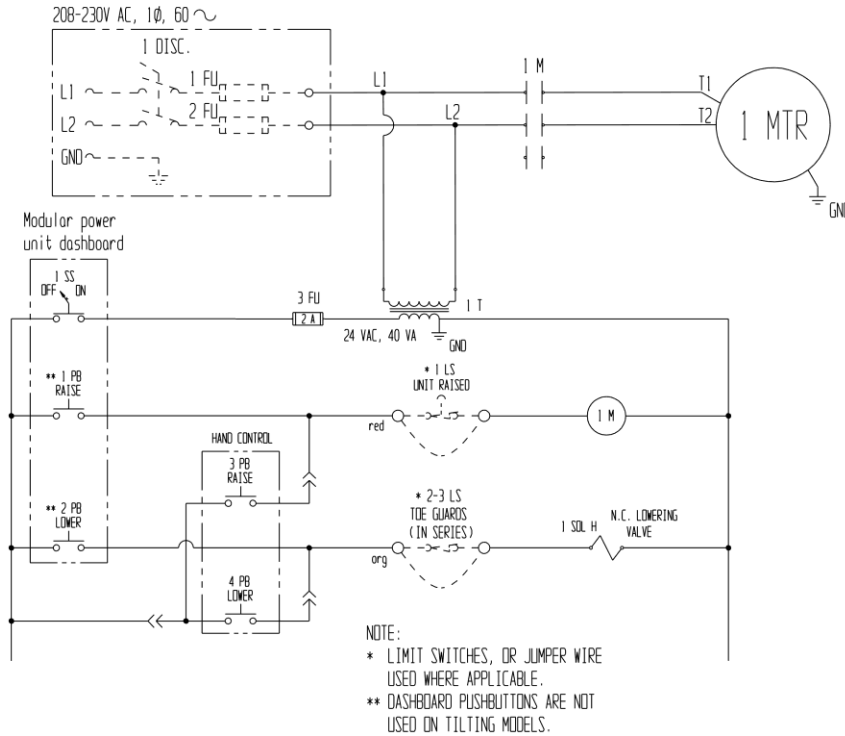 208-230V AC, 1Ø, 60 ~
1 DISC.
1 FU
L1
2 FU
L2
GND
L1
L2
1 M
T1
T2
1 MTR
GN
Modular power
unit dashboard
1 SS
OFF ON
3 FU
2 A
1 T
24 VAC, 40 VA
GND
** 1 PB
RAISE
* 1 LS
UNIT RAISED
red
1 M
HAND CONTROL
3 PB
RAISE
** 2 PB
LOWER
* 2-3 LS
TOE GUARDS
(IN SERIES)
org
1 SOL H
N.C. LOWERING
VALVE
4 PB
LOWER
NOTE:
* LIMIT SWITCHES, OR JUMPER WIRE
USED WHERE APPLICABLE.
** DASHBOARD PUSHBUTTONS ARE NOT
USED ON TILTING MODELS.